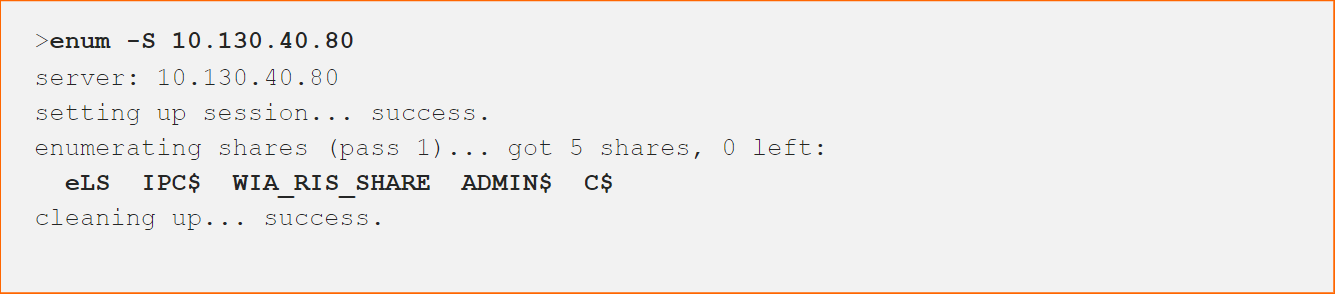 >enum -S 10.130.40.80
server: 10.130.40.80
setting up session... success.
enumerating shares (pass 1)... got 5 shares, 0 left:
  eLS  IPC$  WIA_RIS_SHARE  ADMIN$  C$
cleaning up... success.